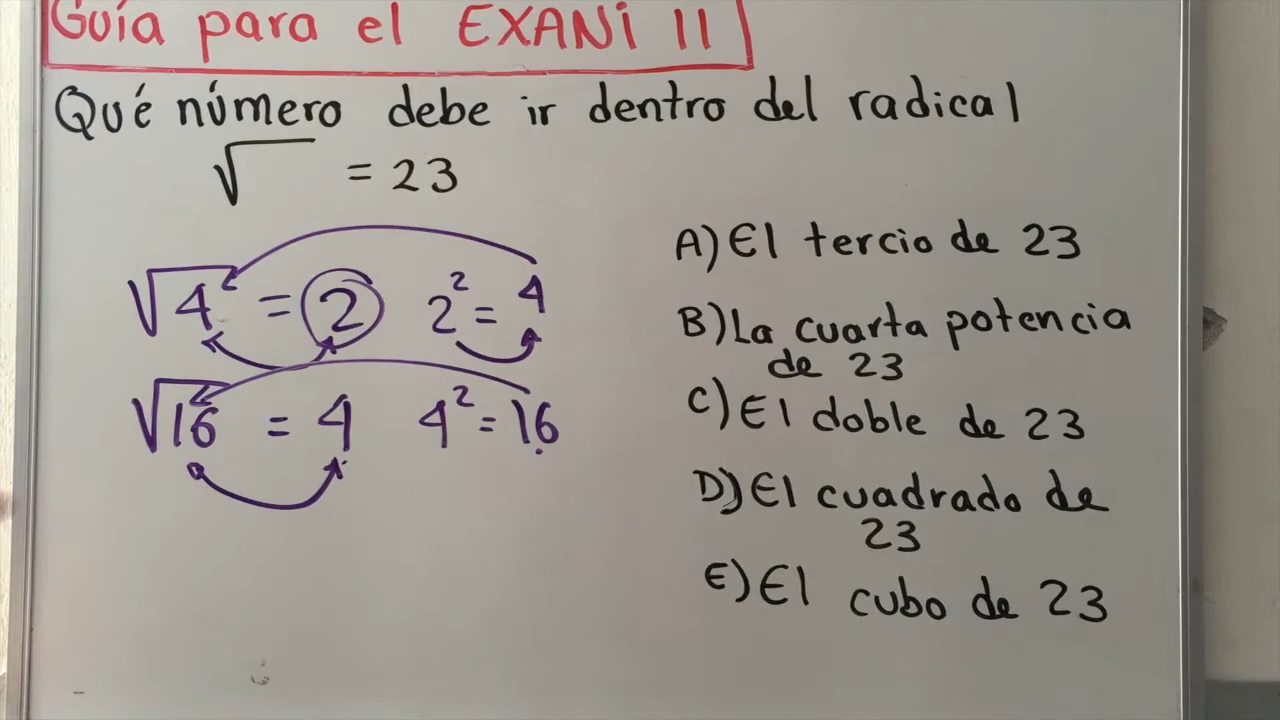 Guía para el EXANI II
Qué número debe ir dentro del radical
√ = 23
√4² = 2 2² = 4
√16 = 4 4² = 16
A) El tercio de 23
B) La cuarta potencia
de 23
C) El doble de 23
D) El cuadrado de
23
E) El cubo de 23